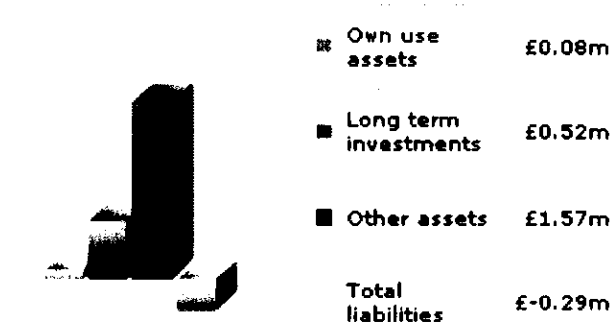 Own use assets £0.08m
Long term investments £0.52m
Other assets £1.57m
Total liabilities £-0.29m